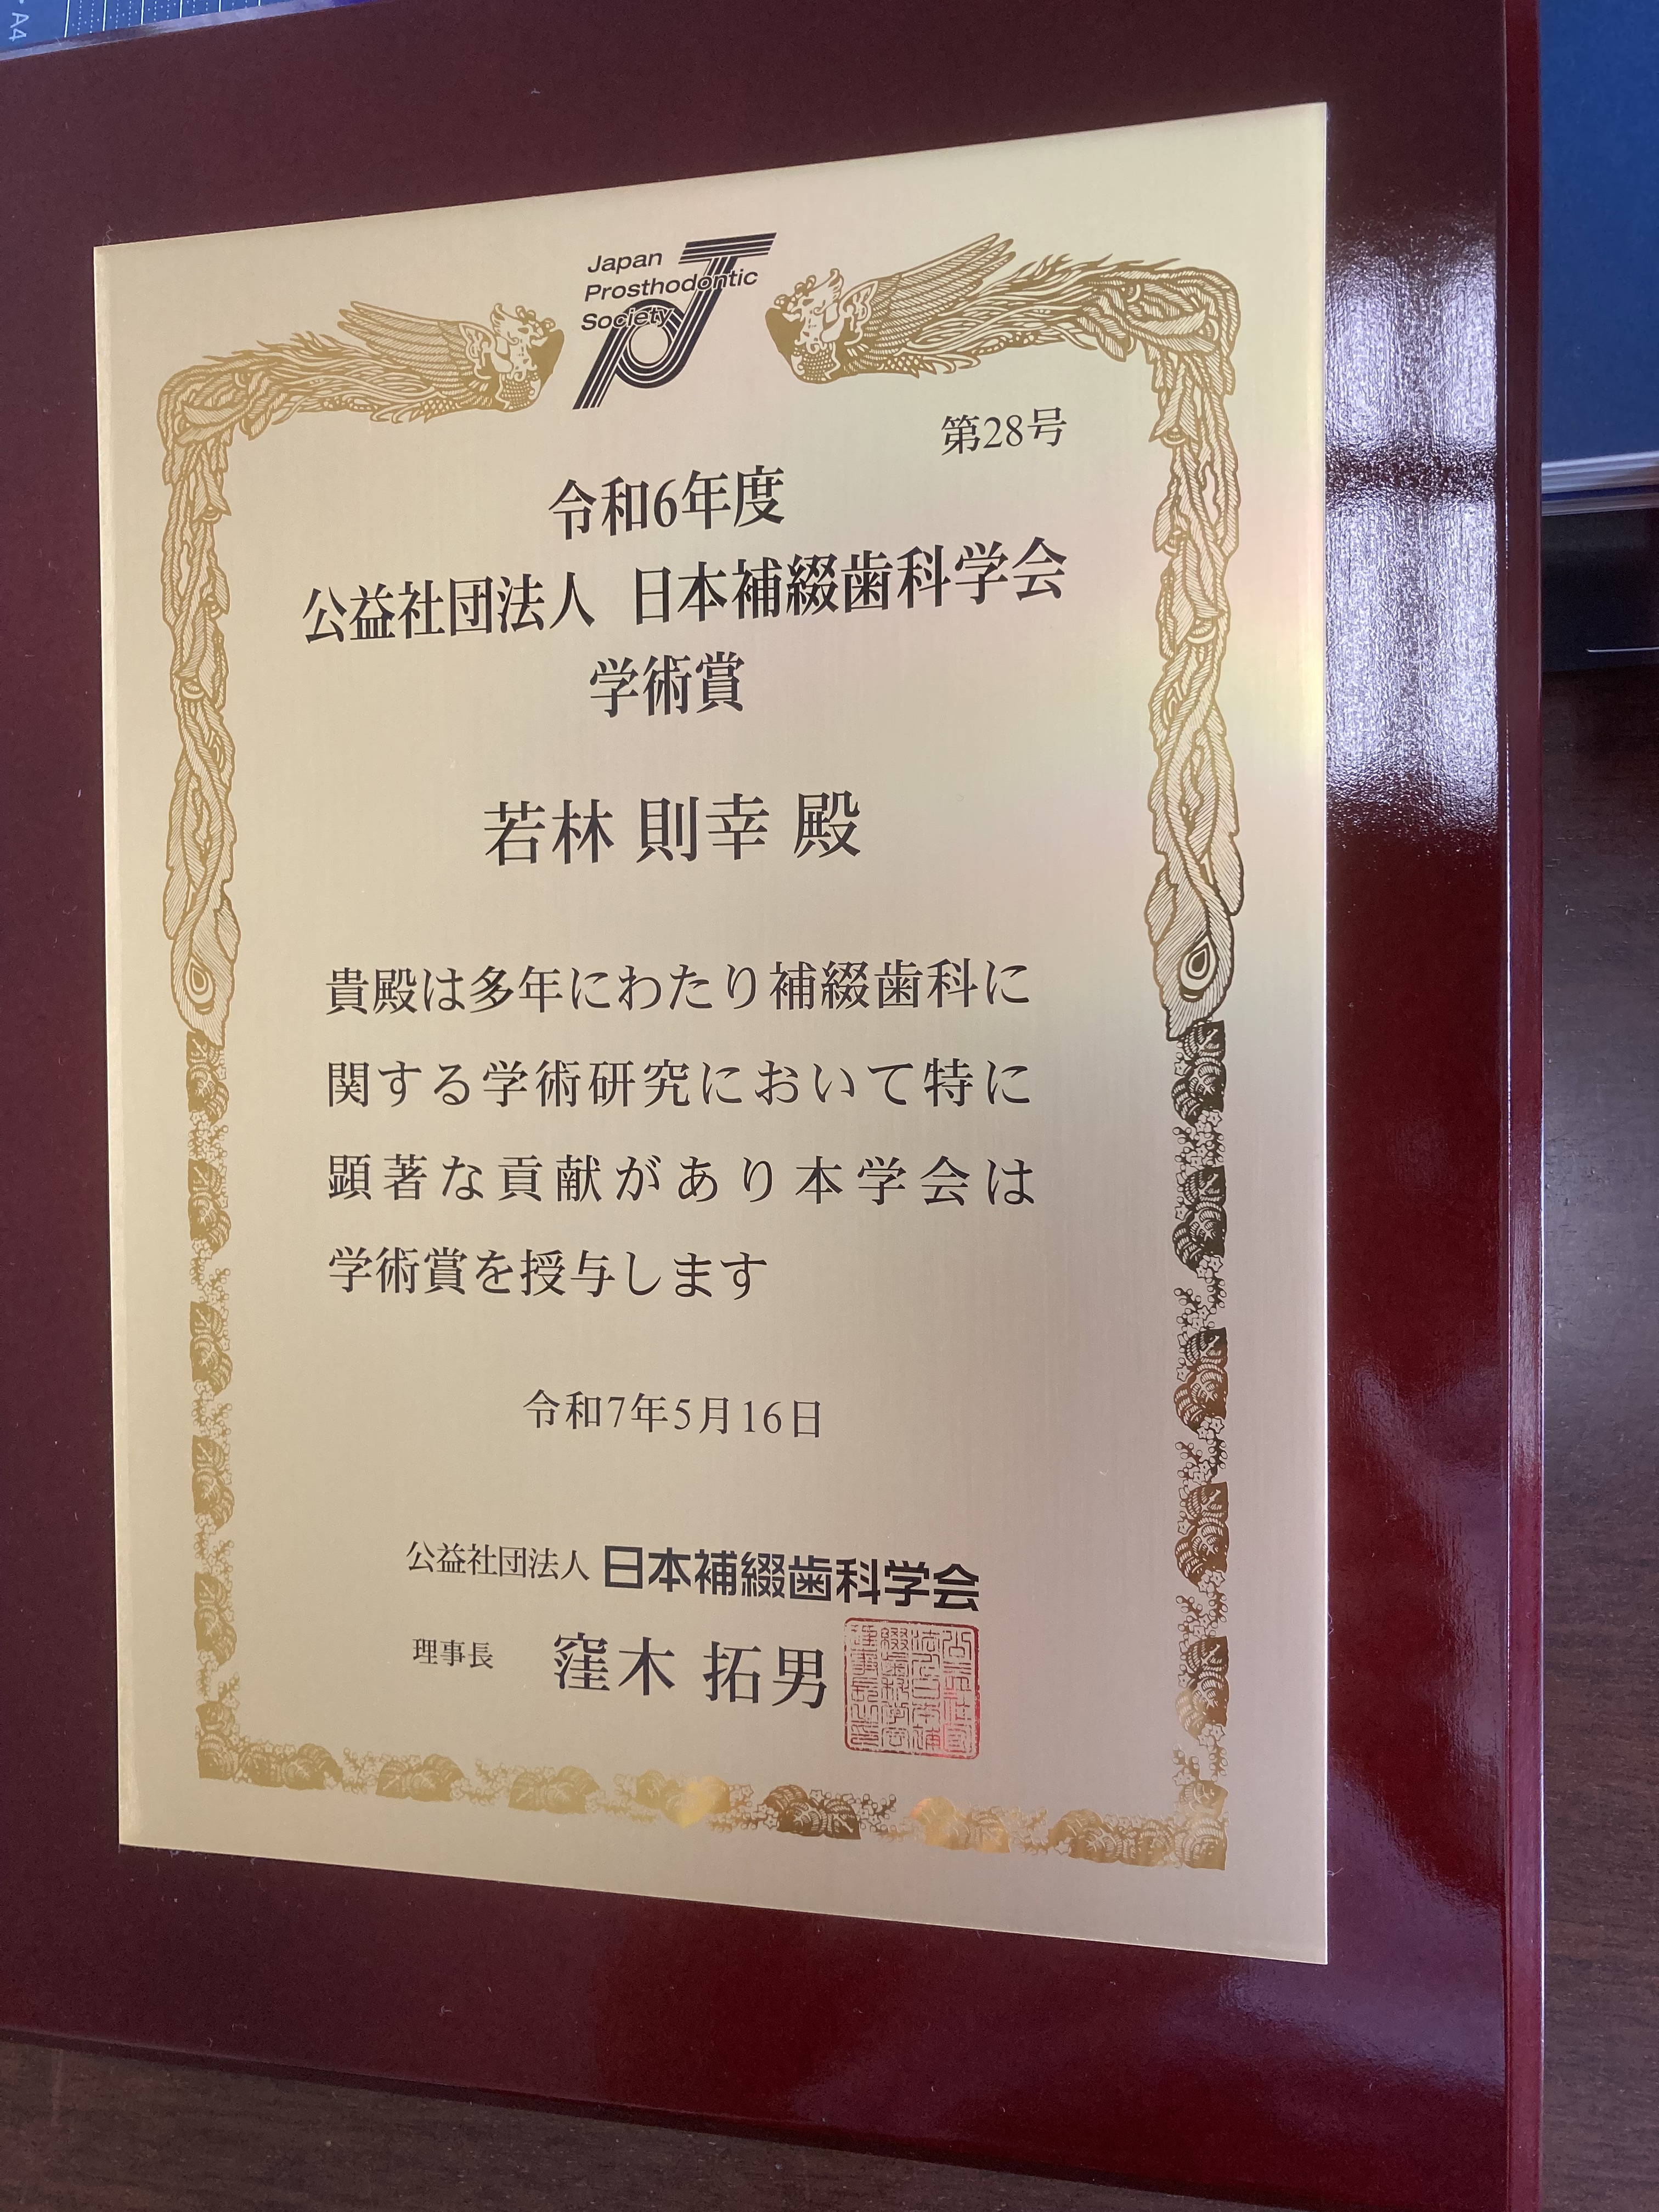 A4
Japan
Prosthodontic
Society
第28号
令和6年度
公益社団法人 日本補綴歯科学会
学術賞
若林 則幸 殿
貴殿は多年にわたり補綴歯科に
関する学術研究において特に
顕著な貢献があり本学会は
学術賞を授与します
令和7年5月16日
公益社団法人 日本補綴歯科学会
理事長 窪木 拓男